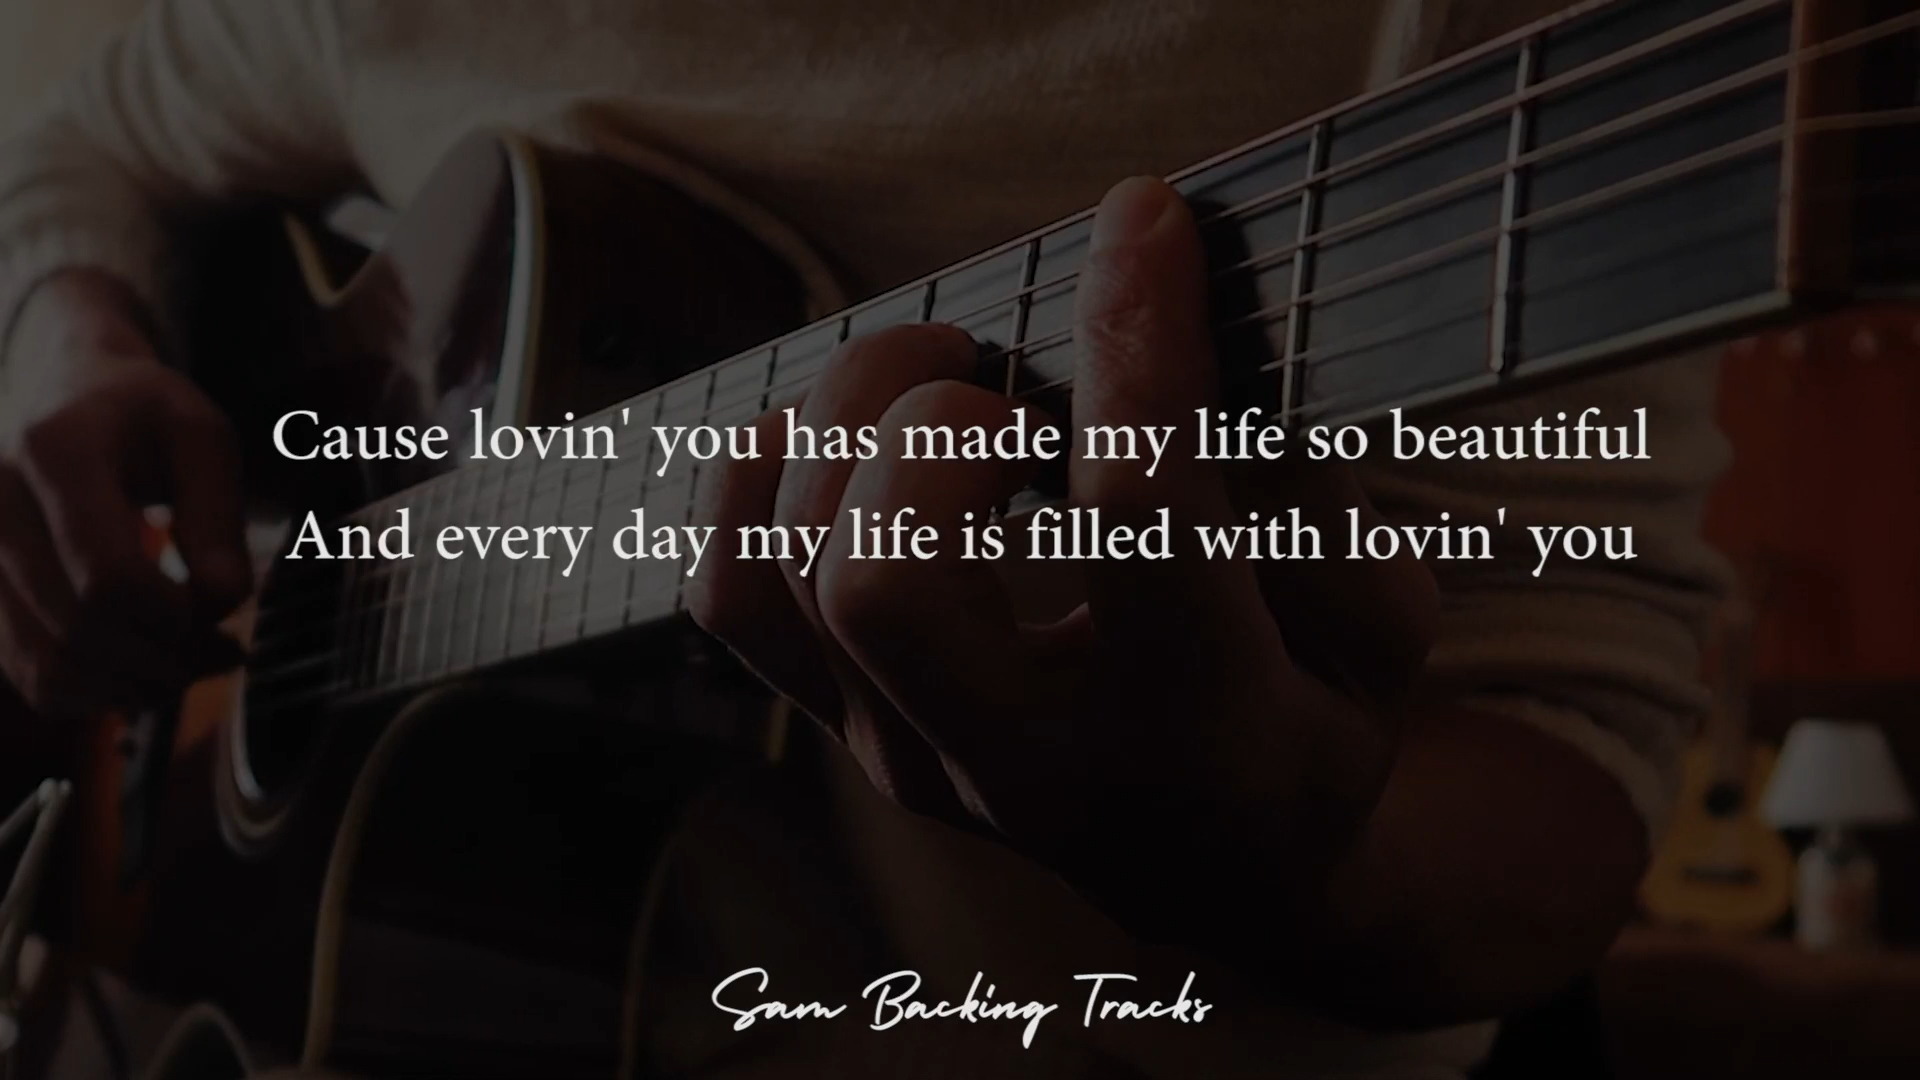 Cause lovin' you has made my life so beautiful
And every day my life is filled with lovin' you
Sam Backing Tracks